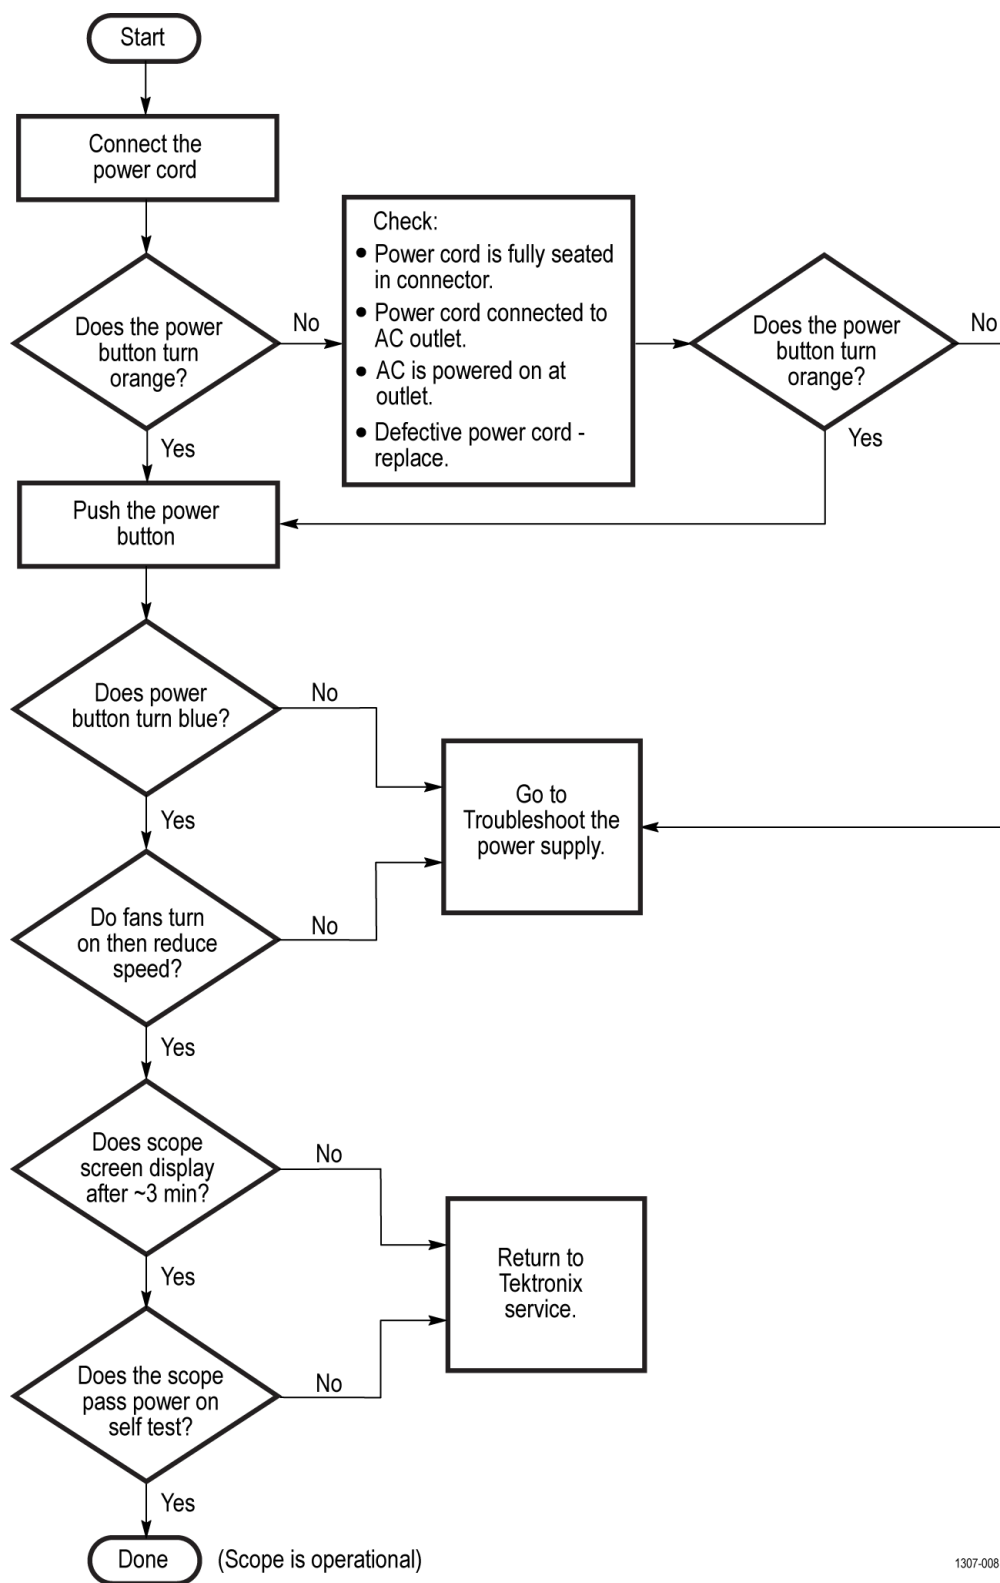 Start
Connect the
power cord
Does the power
button turn
orange?
No
Yes
Check:
• Power cord is fully seated
in connector.
• Power cord connected to
AC outlet.
• AC is powered on at
outlet.
• Defective power cord -
replace.
Does the power
button turn
orange?
No
Yes
Push the power
button
Does power
button turn blue?
No
Yes
Go to
Troubleshoot the
power supply.
Do fans turn
on then reduce
speed?
No
Yes
Does scope
screen display
after ~3 min?
No
Yes
Return to
Tektronix
service.
Does the scope
pass power on
self test?
No
Yes
Done
(Scope is operational)
1307-008